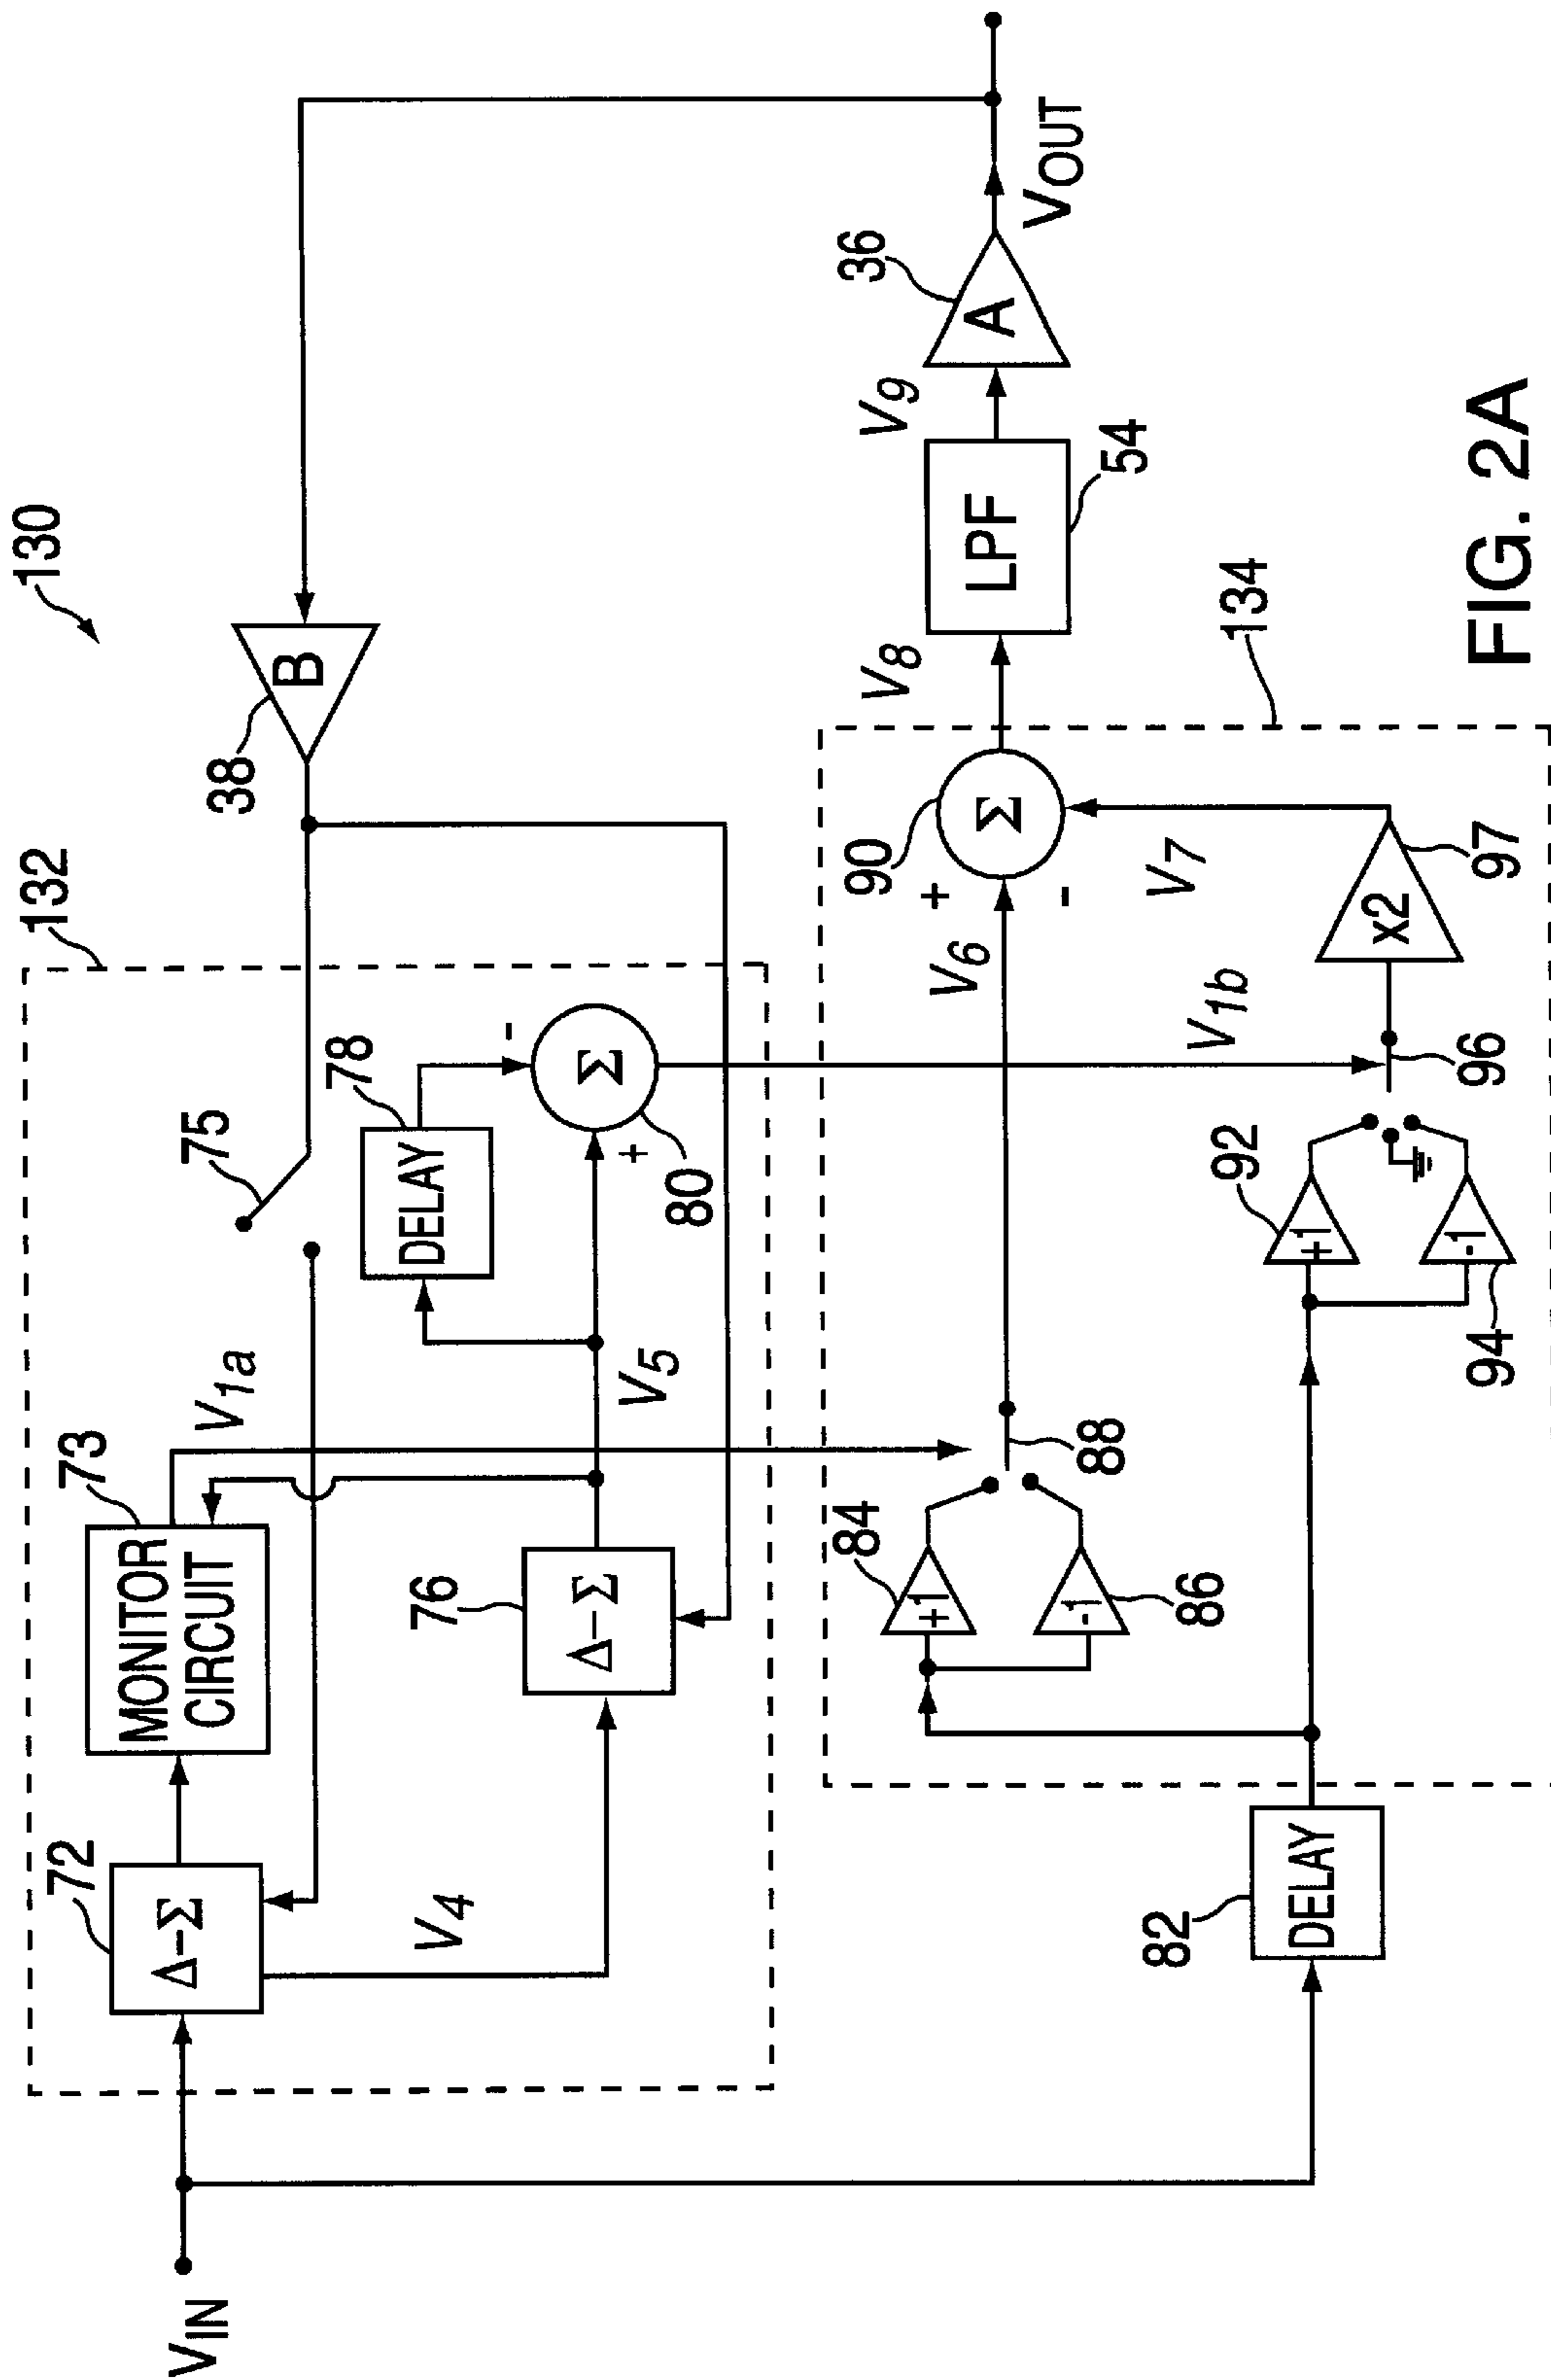 130
132
73
V1a
75
78
DELAY
-
Σ
+
80
38
B
72
Δ-Σ
MONITOR
CIRCUIT
V4
76
Δ-Σ
V5
VIN
134
84
+1
-1
86
88
V6
90
+
Σ
-
V7
V8
LPF
54
V9
36
A
VOUT
82
DELAY
92
+1
-1
94
V1b
96
x2
97
FIG. 2A